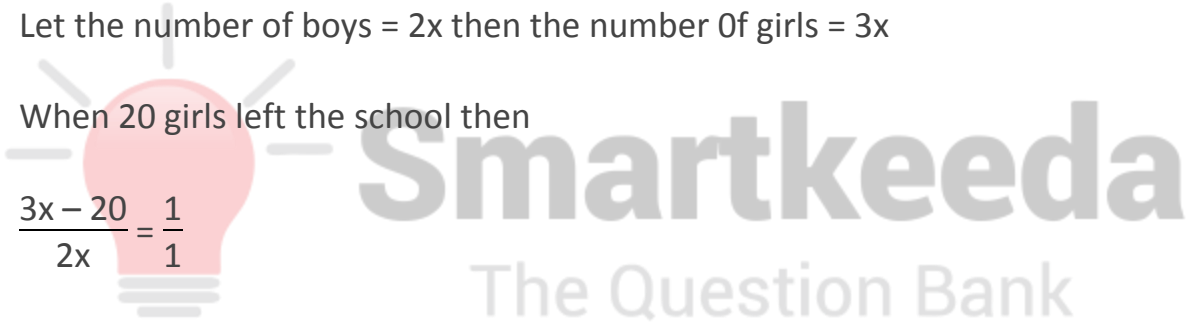 Let the number of boys = 2x then the number 0f girls = 3x
When 20 girls left the school then
3x – 20 / 2x = 1 / 1
Smartkeeda
The Question Bank